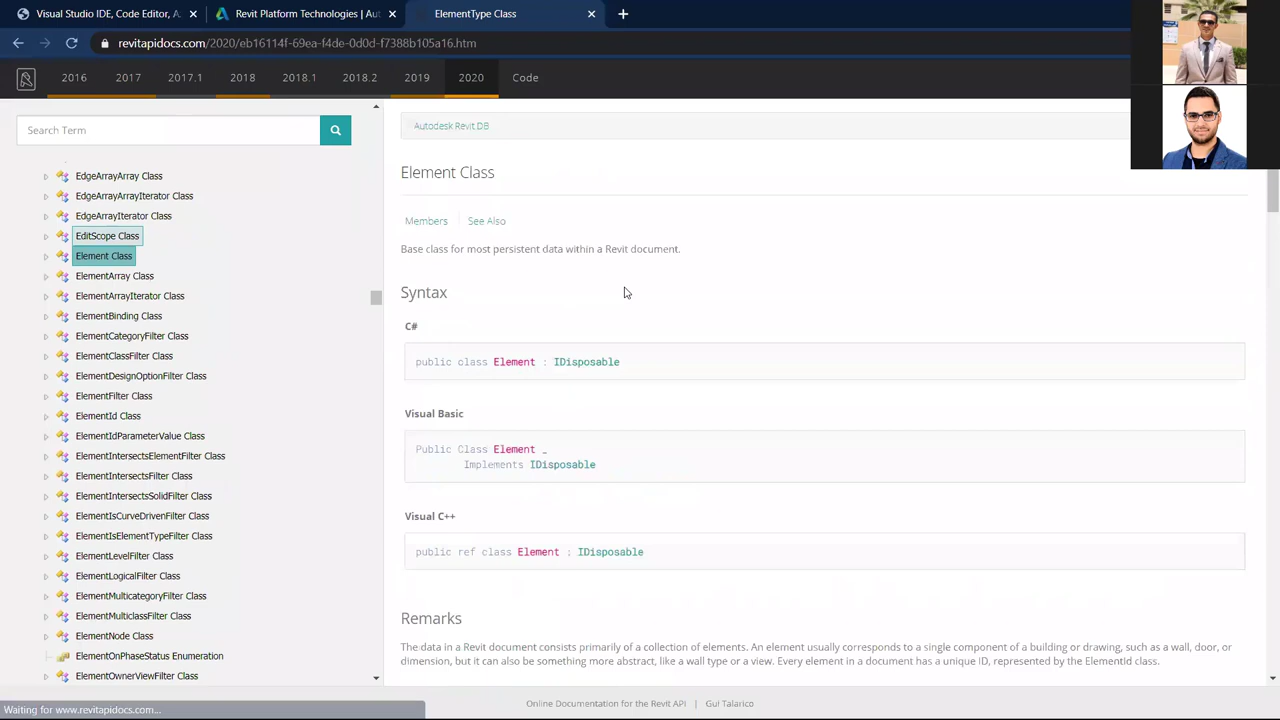 Visual Studio IDE, Code Editor, A
Revit Platform Technologies | Aut
ElementType Class
revitapidocs.com/2020/eb16114f-69ea-f4de-0d0d-f7388b105a16.htm
2016 2017 2017.1 2018 2018.1 2018.2 2019 2020 Code
Search Term
EdgeArrayArray Class
EdgeArrayArrayIterator Class
EdgeArrayIterator Class
EditScope Class
Element Class
ElementArray Class
ElementArrayIterator Class
ElementBinding Class
ElementCategoryFilter Class
ElementClassFilter Class
ElementDesignOptionFilter Class
ElementFilter Class
ElementId Class
ElementIdParameterValue Class
ElementIntersectsElementFilter Class
ElementIntersectsFilter Class
ElementIntersectsSolidFilter Class
ElementIsCurveDrivenFilter Class
ElementIsElementTypeFilter Class
ElementLevelFilter Class
ElementLogicalFilter Class
ElementMulticategoryFilter Class
ElementMulticlassFilter Class
ElementNode Class
ElementOnPhaseStatus Enumeration
ElementOwnerViewFilter Class
Autodesk.Revit.DB
Element Class
Members See Also
Base class for most persistent data within a Revit document.
Syntax
C#
public class Element : IDisposable
Visual Basic
Public Class Element _
Implements IDisposable
Visual C++
public ref class Element : IDisposable
Remarks
The data in a Revit document consists primarily of a collection of elements. An element usually corresponds to a single component of a building or drawing, such as a wall, door, or
dimension, but it can also be something more abstract, like a wall type or a view. Every element in a document has a unique ID, represented by the ElementId class.
Waiting for www.revitapidocs.com...
Online Documentation for the Revit API | Gui Talarico